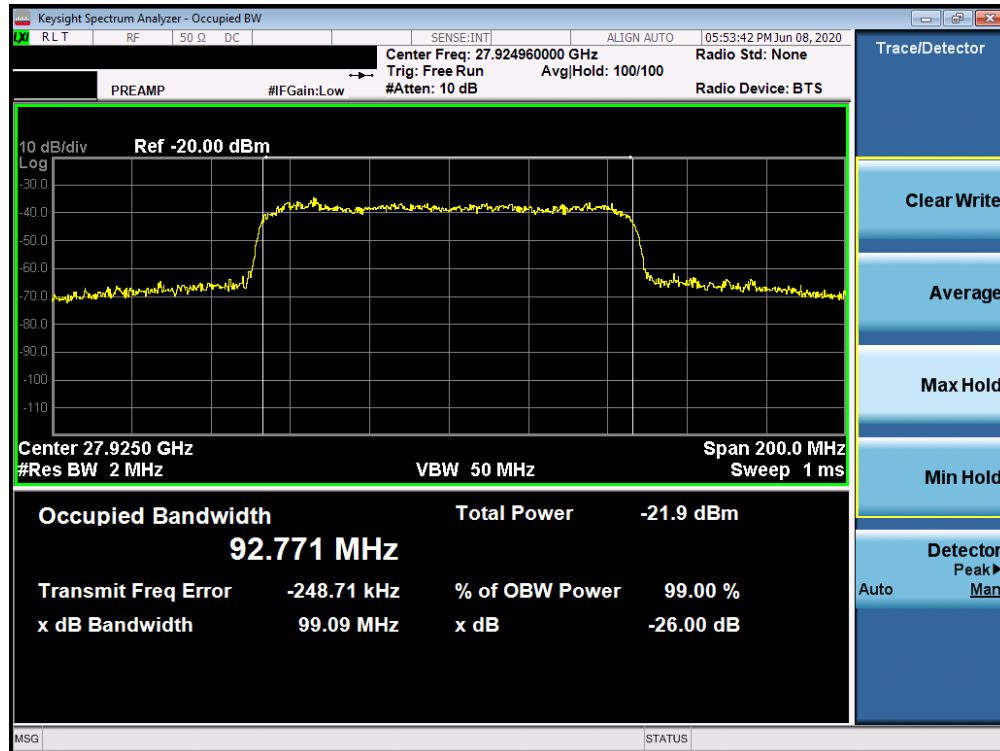 Keysight Spectrum Analyzer - Occupied BW
LXI RLT RF 50 Ω DC SENSE:INT ALIGN AUTO 05:53:42 PM Jun 08, 2020
Center Freq: 27.924960000 GHz Radio Std: None
Trig: Free Run Avg|Hold: 100/100
PREAMP #IFGain:Low #Atten: 10 dB Radio Device: BTS
10 dB/div Ref -20.00 dBm
Log
-30.0
-40.0
-50.0
-60.0
-70.0
-80.0
-90.0
-100
-110
Center 27.9250 GHz Span 200.0 MHz
#Res BW 2 MHz VBW 50 MHz Sweep 1 ms
Occupied Bandwidth Total Power -21.9 dBm
92.771 MHz
Transmit Freq Error -248.71 kHz % of OBW Power 99.00 %
x dB Bandwidth 99.09 MHz x dB -26.00 dB
MSG STATUS
Trace/Detector
Clear Write
Average
Max Hold
Min Hold
Detector
Peak
Auto Man